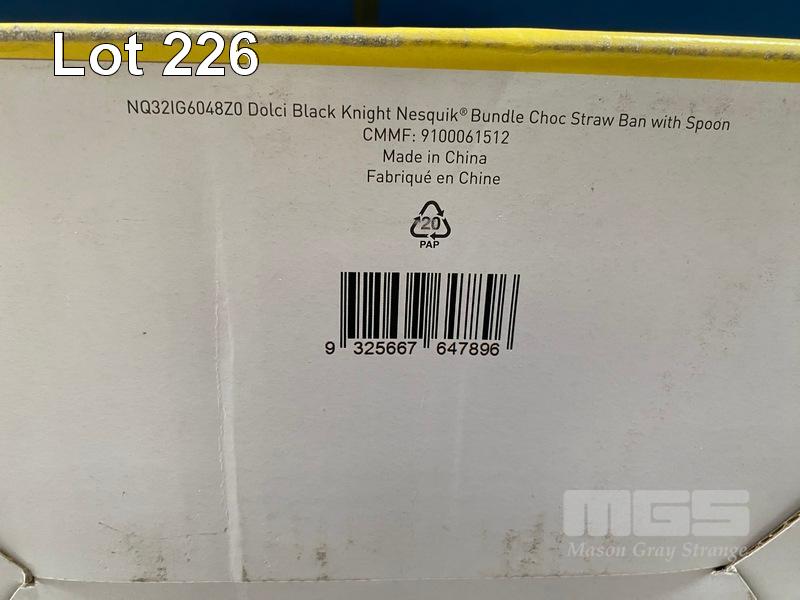 Lot 226
NQ32IG6048Z0 Dolci Black Knight Nesquik® Bundle Choc Straw Ban with Spoon
CMMF: 9100061512
Made in China
Fabriqué en Chine
20
PAP
9 325667 647896
MGS
Mason Gray Strange